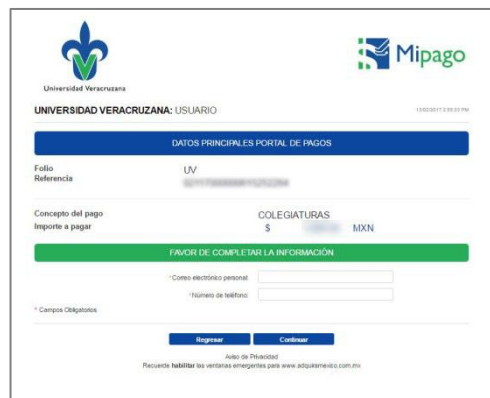 Universidad Veracruzana
Mipago
UNIVERSIDAD VERACRUZANA: USUARIO
DATOS PRINCIPALES PORTAL DE PAGOS
Folio UV
Referencia
Concepto del pago COLEGIATURAS
Importe a pagar $ MXN
FAVOR DE COMPLETAR LA INFORMACIÓN
*Correo electrónico personal:
*Número de teléfono:
* Campos Obligatorios
Regresar Continuar
Aviso de Privacidad
Recuerde habilitar las ventanas emergentes para www.adquiramexico.com.mx